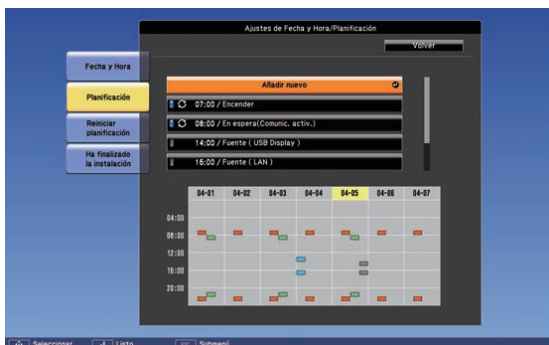 Ajustes de Fecha y Hora/Planificación
Volver
Fecha y Hora
Planificación
Reiniciar
planificación
Ha finalizado
la instalación
Añadir nuevo
07:00 / Encender
08:00 / En espera(Comunic. activ.)
14:00 / Fuente ( USB Display )
16:00 / Fuente ( LAN )
04-01 04-02 04-03 04-04 04-05 04-06 04-07
04:00
08:00
12:00
16:00
20:00
Seleccionar Listo Submenú